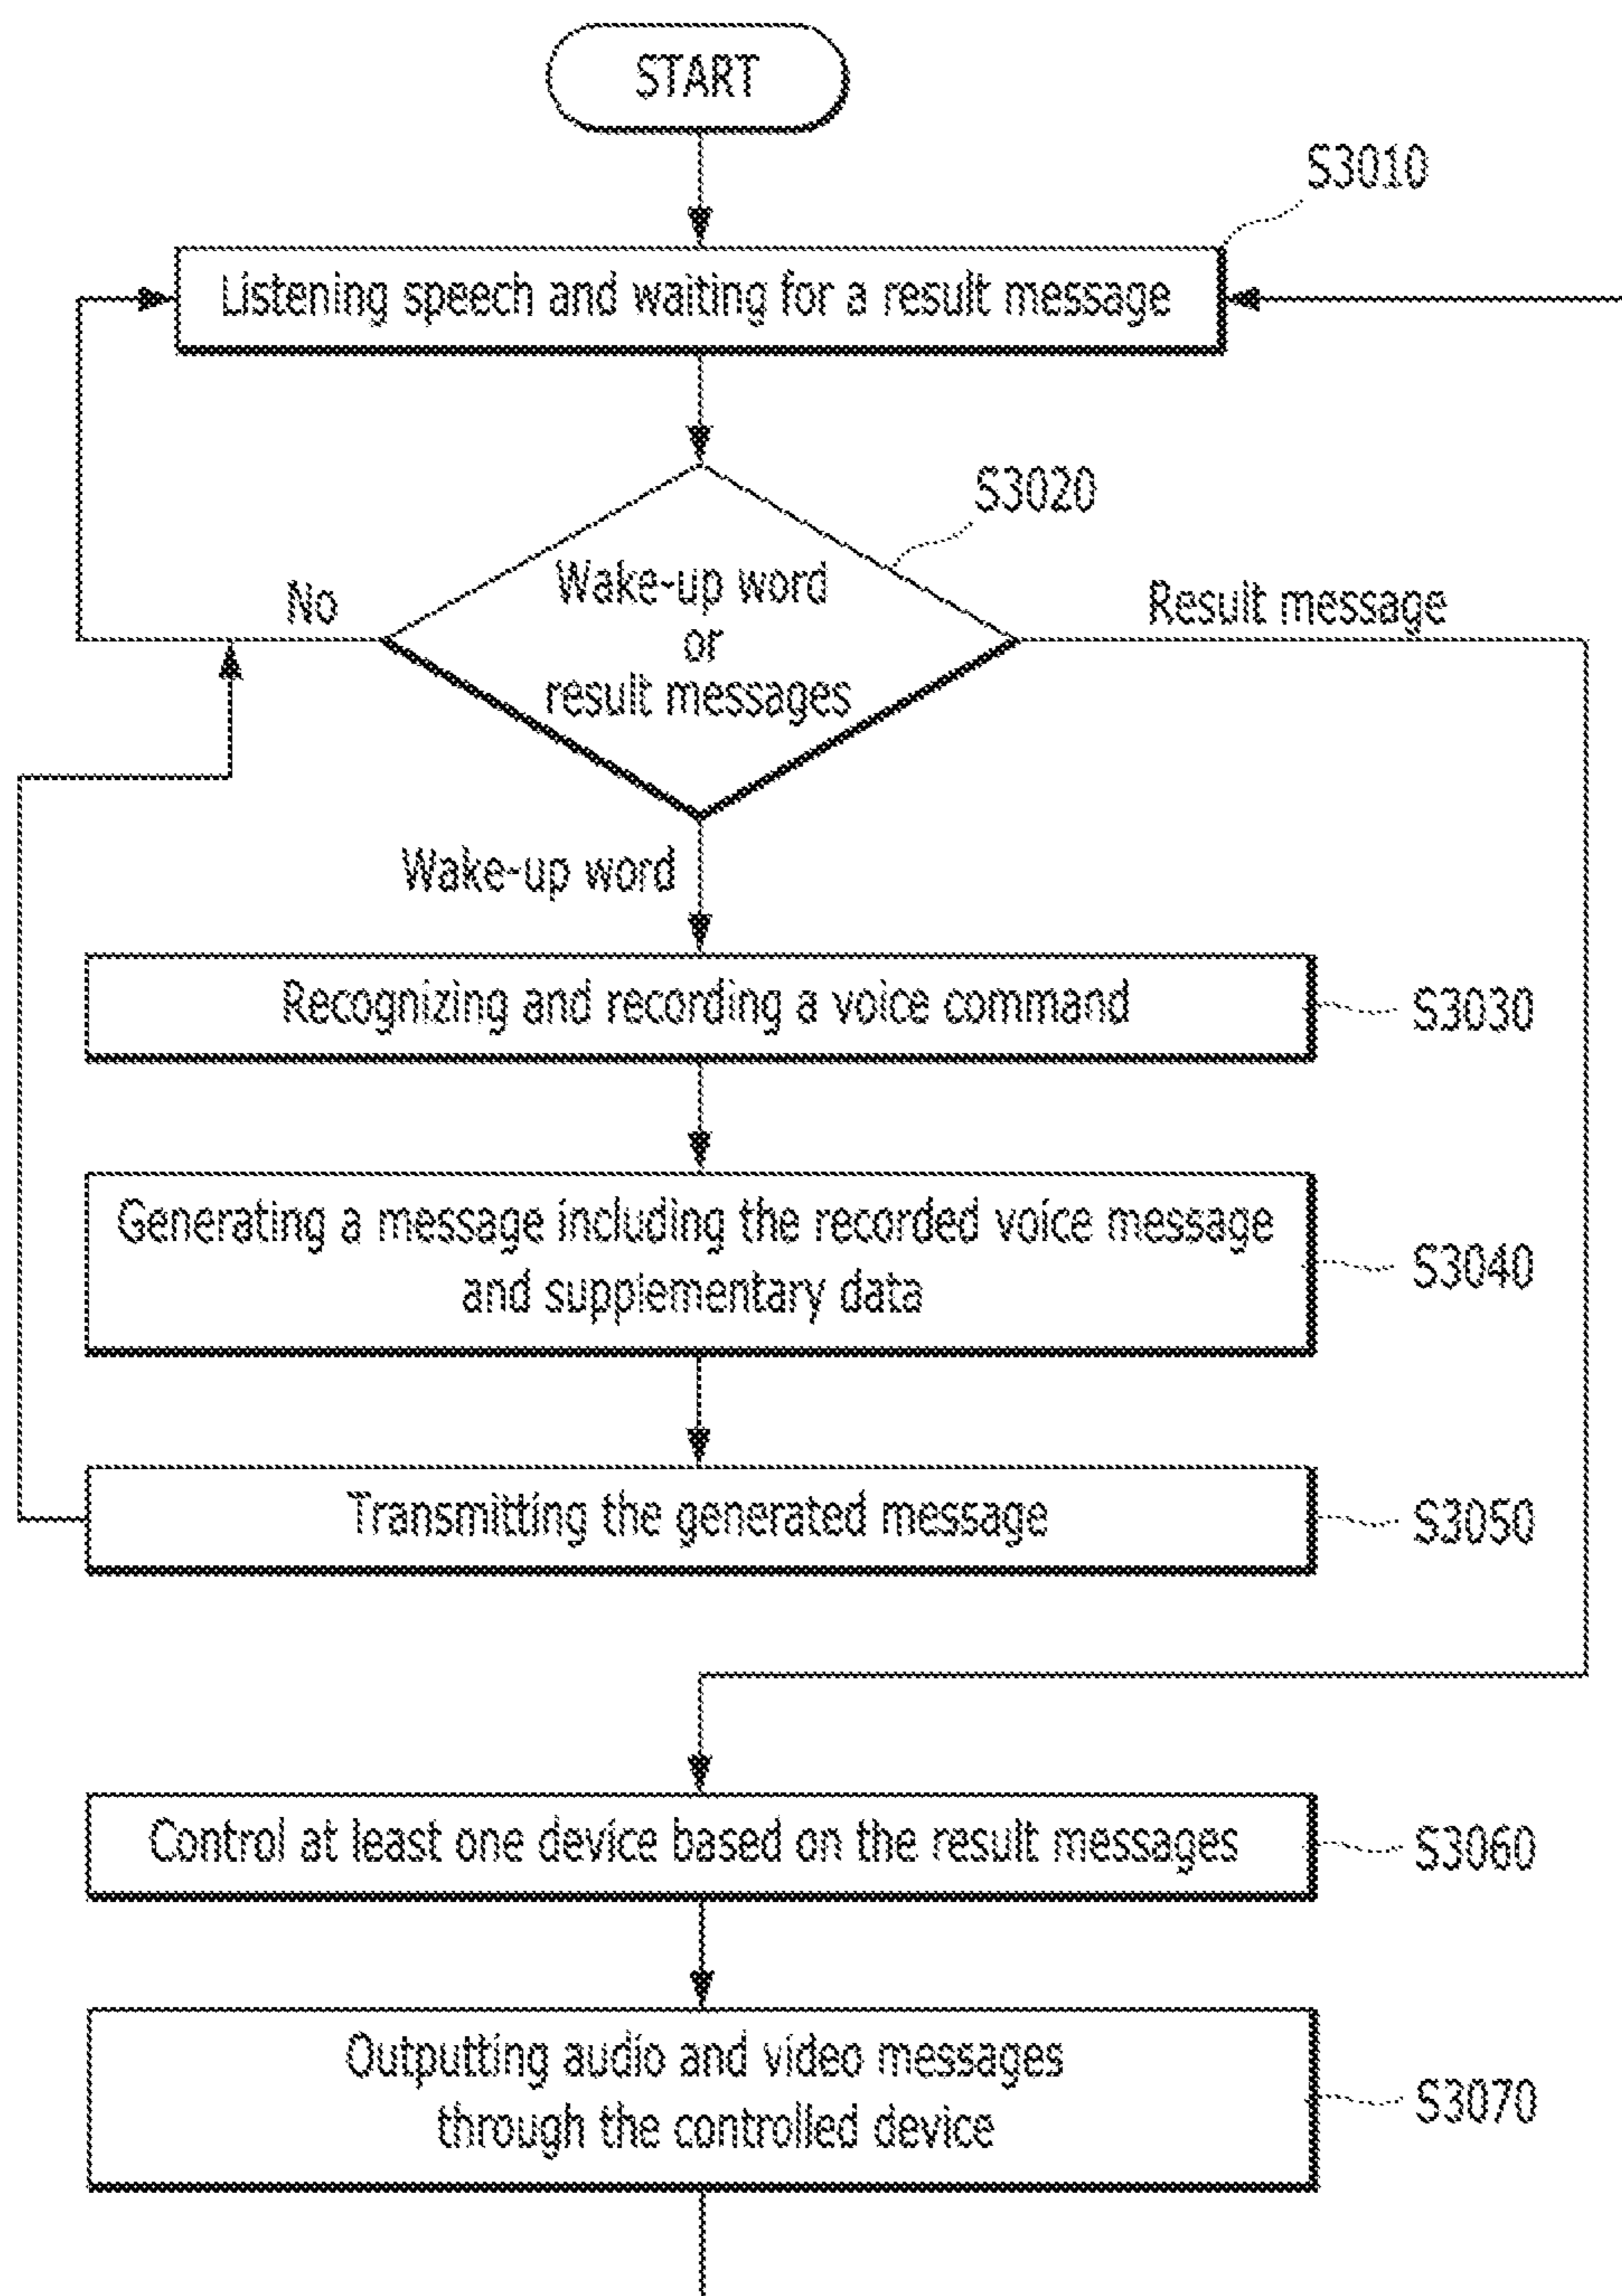 START
S3010
Listening speech and waiting for a result message
S3020
Wake-up word
or
result messages
No
Result message
Wake-up word
Recognizing and recording a voice command
S3030
Generating a message including the recorded voice message
and supplementary data
S3040
Transmitting the generated message
S3050
Control at least one device based on the result messages
S3060
Outputting audio and video messages
through the controlled device
S3070